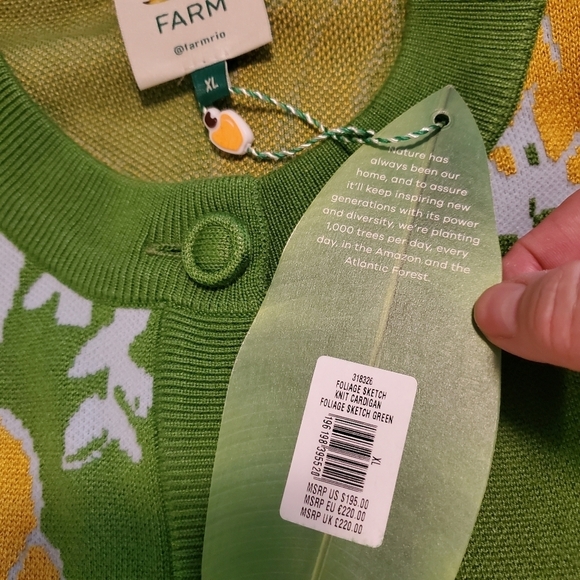 FARM
@farmrio
XL
Nature has
always been our
home, and to assure
it'll keep inspiring new
generations with its power
and diversity, we're planting
1,000 trees per day, every
day, in the Amazon and the
Atlantic Forest.
318326
FOLIAGE SKETCH
KNIT CARDIGAN
FOLIAGE SKETCH GREEN
196198395520
XL
MSRP US $195.00
MSRP EU €220.00
MSRP UK £220.00